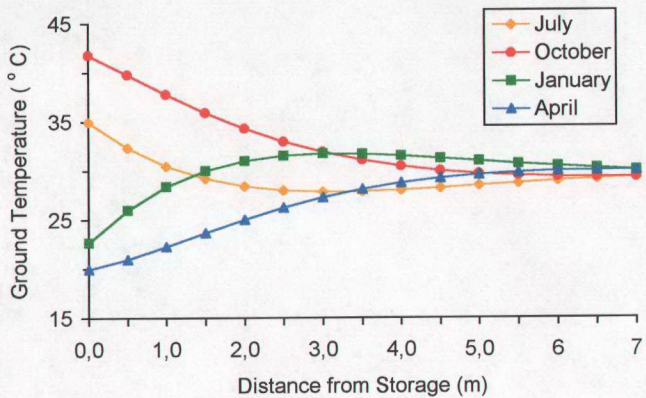 45
35
25
15
Ground Temperature ( ° C)
July
October
January
April
0,0 1,0 2,0 3,0 4,0 5,0 6,0 7
Distance from Storage (m)